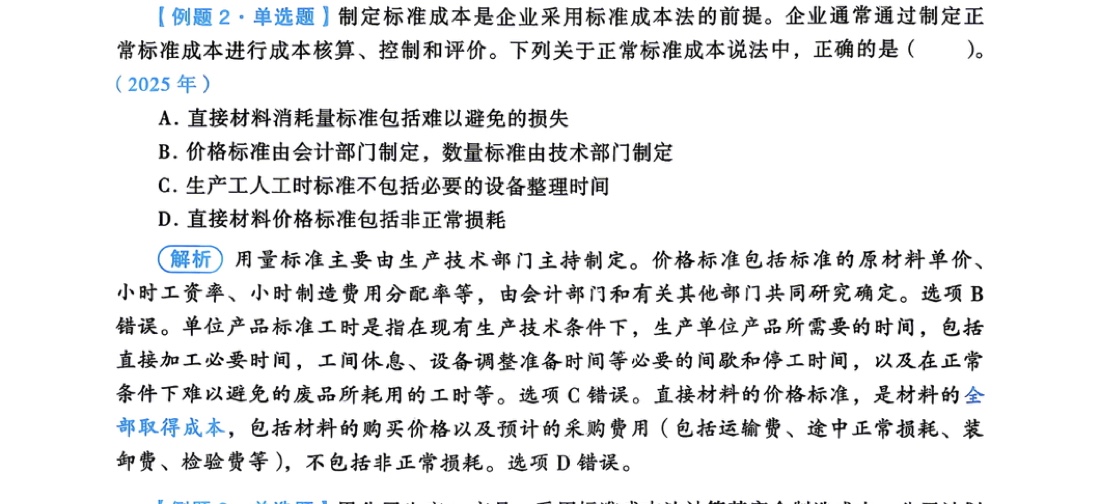 【例题2·单选题】制定标准成本是企业采用标准成本法的前提。企业通常通过制定正
常标准成本进行成本核算、控制和评价。下列关于正常标准成本说法中，正确的是（　　）。
（2025 年）
A. 直接材料消耗量标准包括难以避免的损失
B. 价格标准由会计部门制定，数量标准由技术部门制定
C. 生产工人工时标准不包括必要的设备整理时间
D. 直接材料价格标准包括非正常损耗
解析 用量标准主要由生产技术部门主持制定。价格标准包括标准的原材料单价、
小时工资率、小时制造费用分配率等，由会计部门和有关其他部门共同研究确定。选项 B
错误。单位产品标准工时是指在现有生产技术条件下，生产单位产品所需要的时间，包括
直接加工必要时间，工间休息、设备调整准备时间等必要的间歇和停工时间，以及在正常
条件下难以避免的废品所耗用的工时等。选项 C 错误。直接材料的价格标准，是材料的全
部取得成本，包括材料的购买价格以及预计的采购费用（包括运输费、途中正常损耗、装
卸费、检验费等），不包括非正常损耗。选项 D 错误。